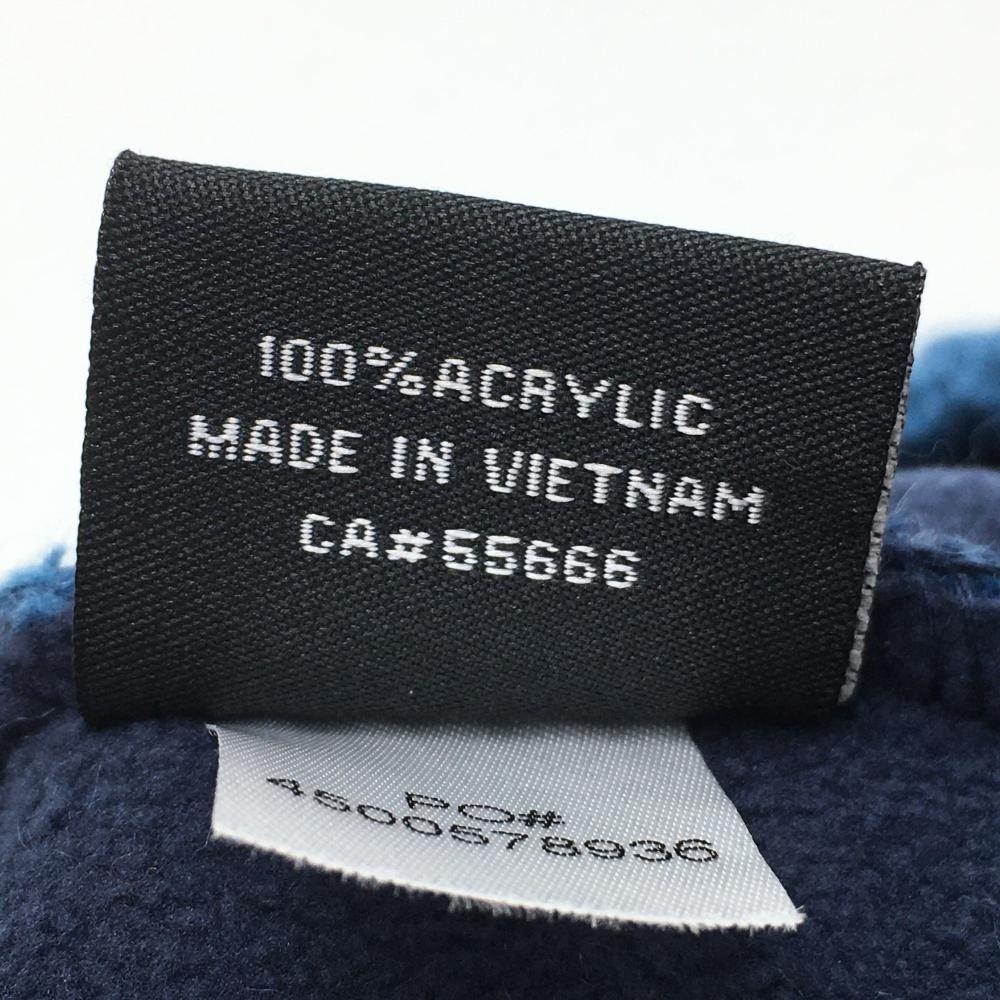 100%ACRYLIC
MADE IN VIETNAM
CA#55666
PO#
4500578936